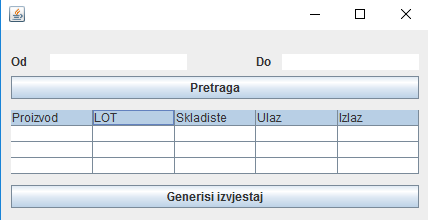 Od Do
Pretraga
Proizvod LOT Skladiste Ulaz Izlaz
Generisi izvjestaj